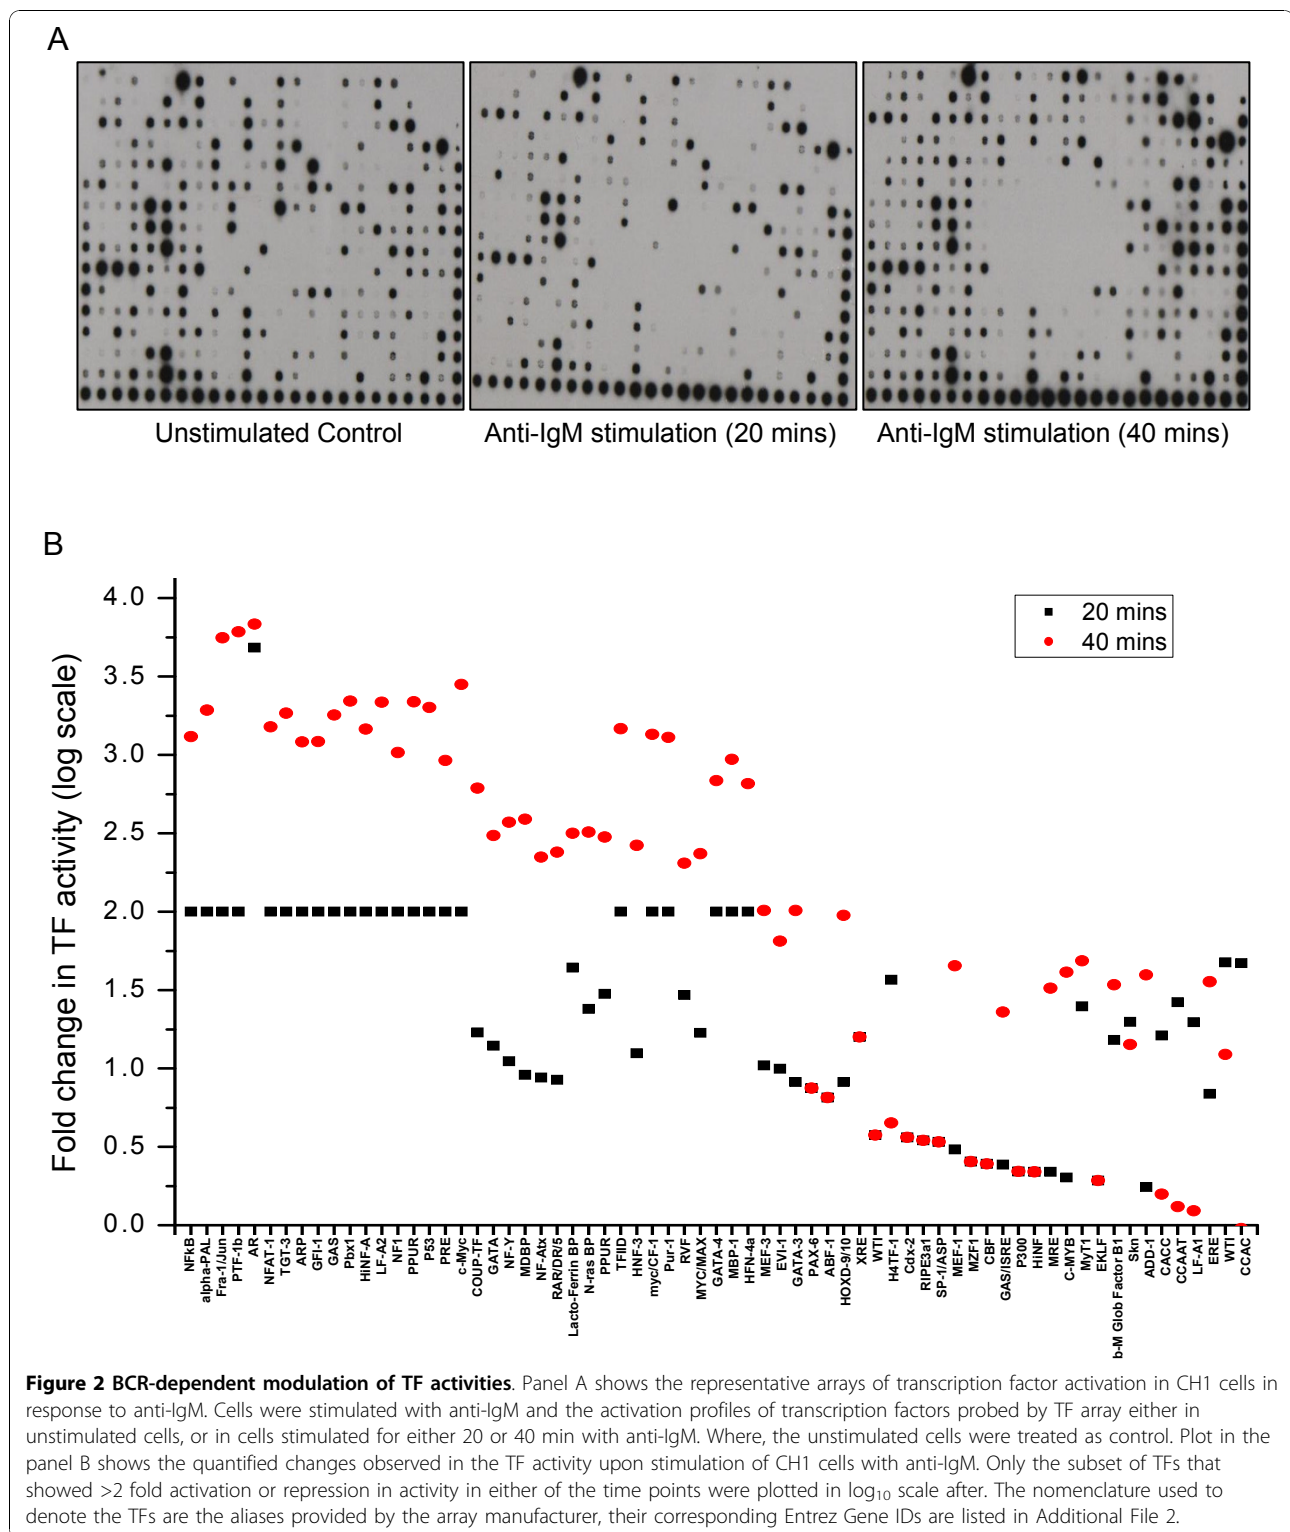 A
Unstimulated Control
Anti-IgM stimulation (20 mins)
Anti-IgM stimulation (40 mins)
B
Fold change in TF activity (log scale)
4.0
3.5
3.0
2.5
2.0
1.5
1.0
0.5
0.0
20 mins
40 mins
NFkB
alpha-PAL
Fra-1/Jun
PTF-1b
AR
NFAT-1
TGT-3
ARP
GFI-1
GAS
Pbx1
HINF-A
LF-A2
NF1
PPUR
P53
PRE
c-Myc
COUP-TF
GATA
NF-Y
MDBP
NF-Atx
RAR/DR/5
Lacto-Ferrin BP
N-ras BP
PPUR
TFIID
HNF-3
myc/CF-1
Pur-1
RVF
MYC/MAX
GATA-4
MBP-1
HFN-4a
MEF-3
EVI-1
GATA-3
PAX-6
ABF-1
HOXD-9/10
XRE
WTI
H4TF-1
Cdx-2
RIPE3a1
SP-1/ASP
MEF-1
MZF1
CBF
GAS/ISRE
P300
HINF
MRE
C-MYB
MyT1
EKLF
b-M Glob Factor B1
Skn
ADD-1
CACC
CCAAT
LF-A1
ERE
WTI
CCAC
Figure 2 BCR-dependent modulation of TF activities. Panel A shows the representative arrays of transcription factor activation in CH1 cells in
response to anti-IgM. Cells were stimulated with anti-IgM and the activation profiles of transcription factors probed by TF array either in
unstimulated cells, or in cells stimulated for either 20 or 40 min with anti-IgM. Where, the unstimulated cells were treated as control. Plot in the
panel B shows the quantified changes observed in the TF activity upon stimulation of CH1 cells with anti-IgM. Only the subset of TFs that
showed >2 fold activation or repression in activity in either of the time points were plotted in log₁₀ scale after. The nomenclature used to
denote the TFs are the aliases provided by the array manufacturer, their corresponding Entrez Gene IDs are listed in Additional File 2.